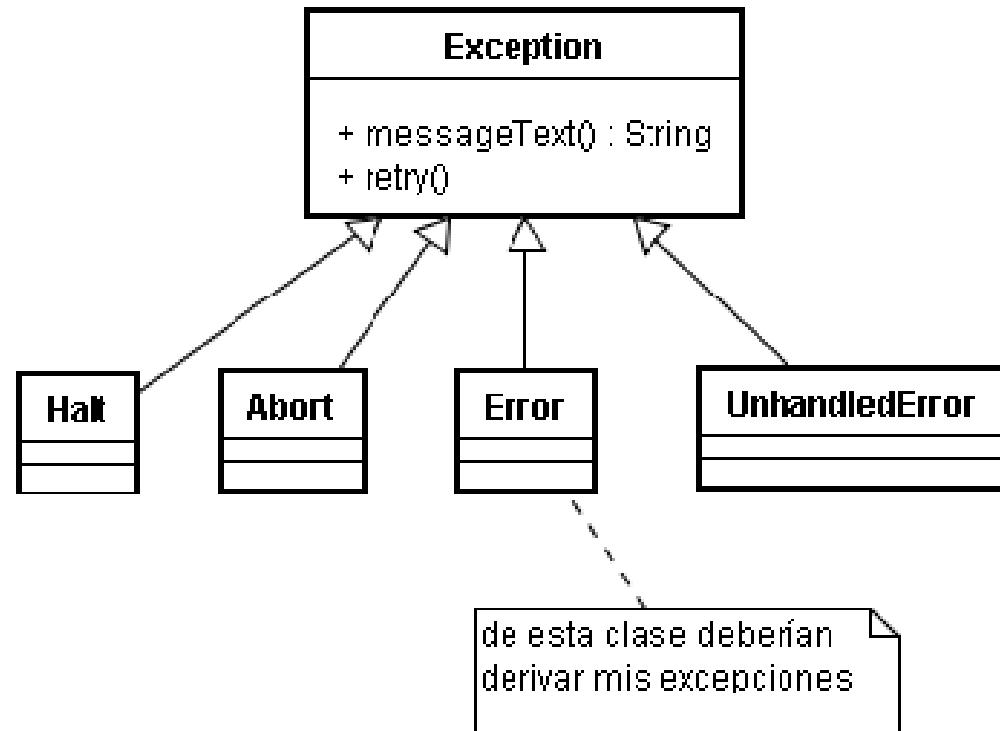 Exception
+ messageText() : String
+ retry()
Halt
Abort
Error
UnhandledError
de esta clase deberían
derivar mis excepciones